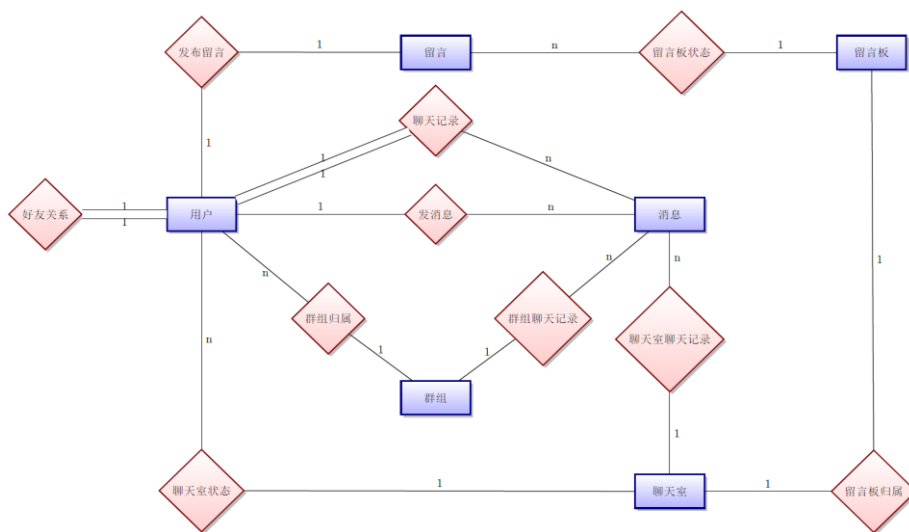 发布留言
1
留言
n
留言板状态
1
留言板
1
聊天记录
1
1
n
好友关系
1
1
用户
1
发消息
n
消息
n
n
n
1
n
群组归属
群组聊天记录
聊天室聊天记录
1
1
群组
1
聊天室状态
1
聊天室
1
留言板归属